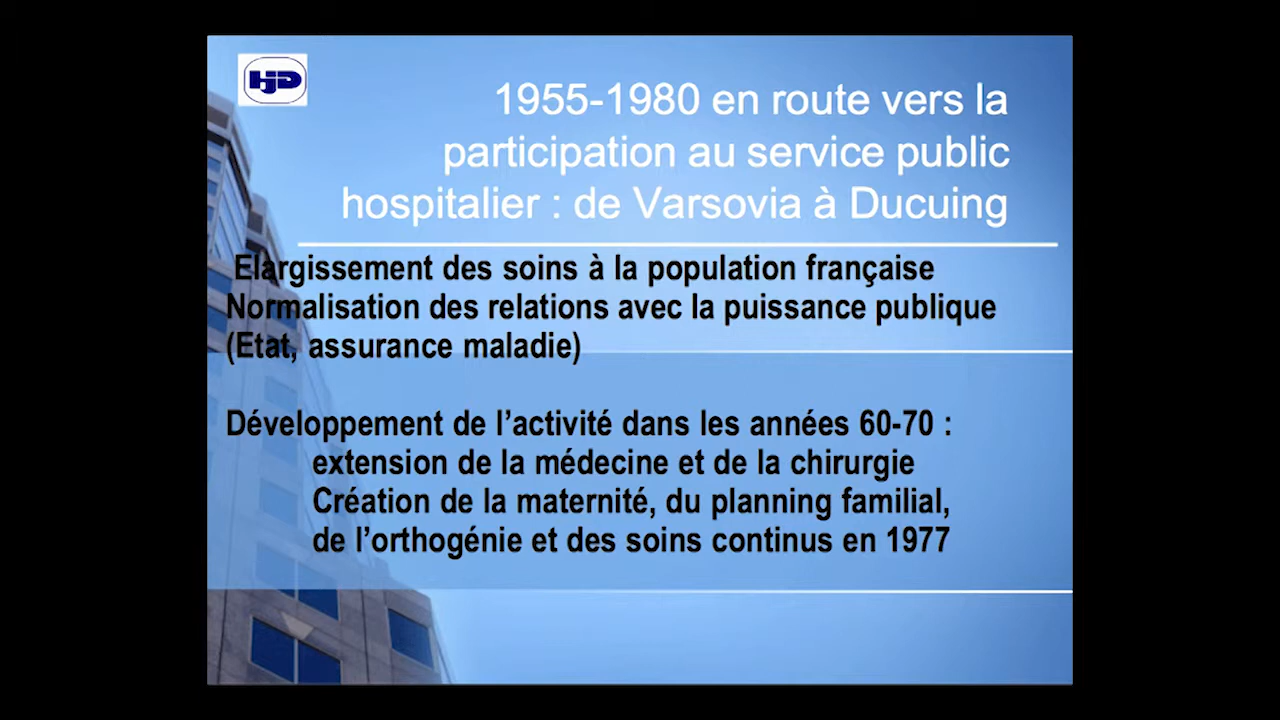 HJD
1955-1980 en route vers la
participation au service public
hospitalier : de Varsovia à Ducuing
Elargissement des soins à la population française
Normalisation des relations avec la puissance publique
(Etat, assurance maladie)
Développement de l’activité dans les années 60-70 :
extension de la médecine et de la chirurgie
Création de la maternité, du planning familial,
de l’orthogénie et des soins continus en 1977